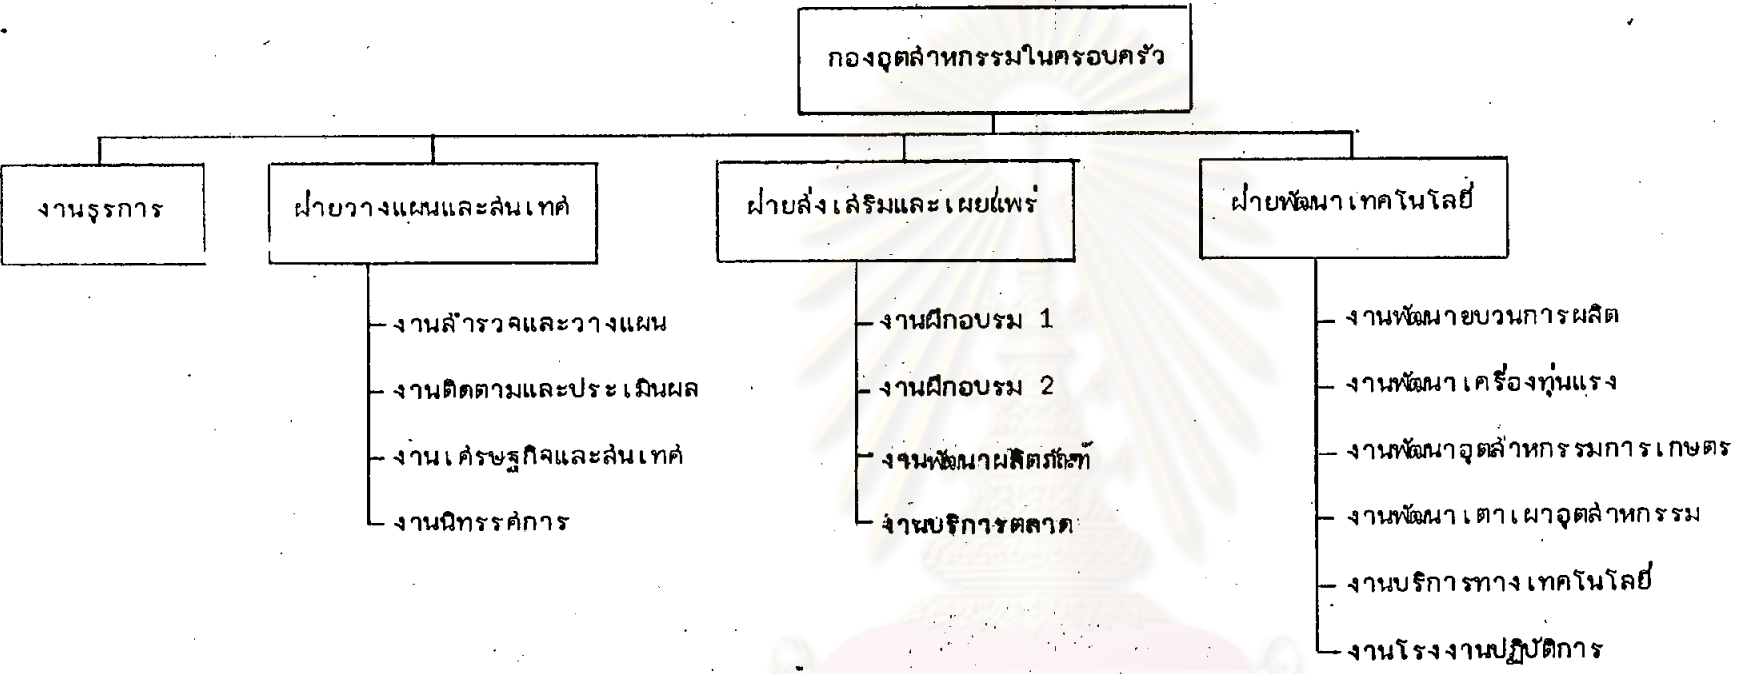 กองอุตสาหกรรมในครอบครัว
งานธุรการ
ฝ่ายวางแผนและสนเทศ
ฝ่ายส่งเสริมและเผยแพร่
ฝ่ายพัฒนาเทคโนโลยี่
งานสำรวจและวางแผน
งานติดตามและประเมินผล
งานเศรษฐกิจและสนเทศ
งานนิทรรศการ
งานฝึกอบรม 1
งานฝึกอบรม 2
งานพัฒนาผลิตภัณฑ์
งานบริการตลาด
งานพัฒนาขบวนการผลิต
งานพัฒนาเครื่องทุ่นแรง
งานพัฒนาอุตสาหกรรมการเกษตร
งานพัฒนาเตาเผาอุตสาหกรรม
งานบริการทางเทคโนโลยี่
งานโรงงานปฏิบัติการ